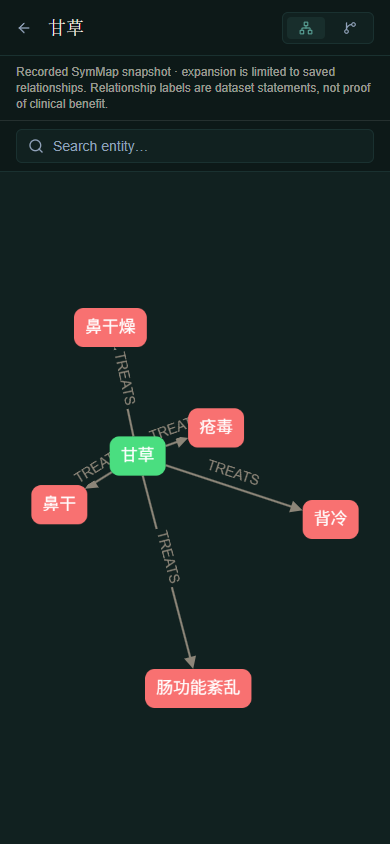 甘草
Recorded SymMap snapshot · expansion is limited to saved
relationships. Relationship labels are dataset statements, not proof
of clinical benefit.
Search entity…
鼻干燥
TREATS
TREAT
疮毒
甘草
TREAT
TREATS
鼻干
背冷
TREATS
肠功能紊乱